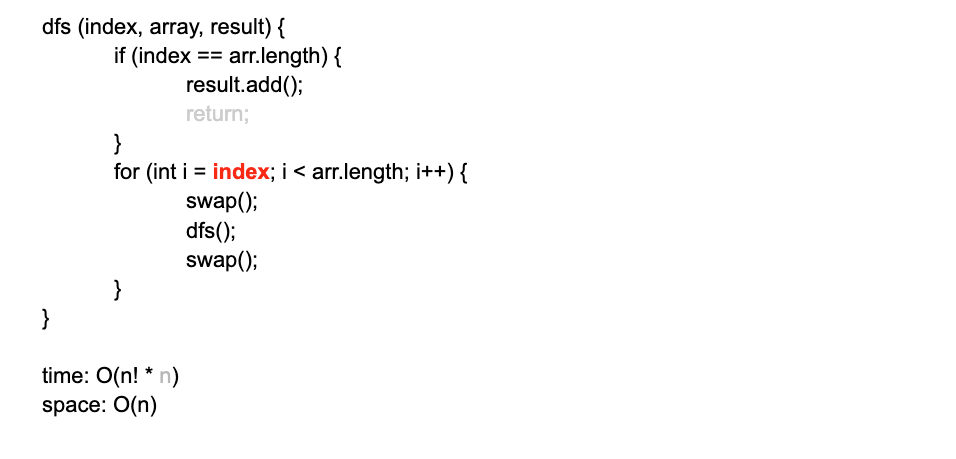 dfs (index, array, result) {
if (index == arr.length) {
result.add();
return;
}
for (int i = index; i < arr.length; i++) {
swap();
dfs();
swap();
}
}
time: O(n! * n)
space: O(n)